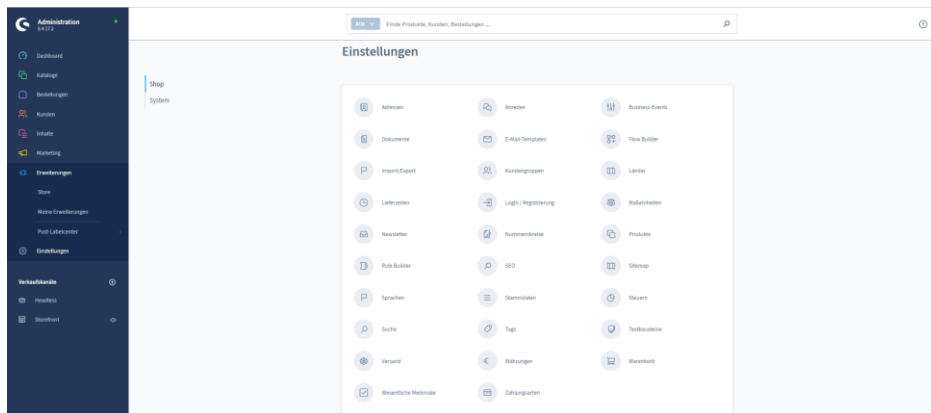 Administration
6.4.17.2
Dashboard
Kataloge
Bestellungen
Kunden
Inhalte
Marketing
Erweiterungen
Store
Meine Erweiterungen
Post-Labelcenter
Einstellungen
Verkaufskanäle
Headless
Storefront
Alle
Finde Produkte, Kunden, Bestellungen ...
Einstellungen
Shop
System
Adressen
Anreden
Business-Events
Dokumente
E-Mail-Templates
Flow Builder
Import/Export
Kundengruppen
Länder
Lieferzeiten
Login / Registrierung
Maßeinheiten
Newsletter
Nummernkreise
Produkte
Rule Builder
SEO
Sitemap
Sprachen
Stammdaten
Steuern
Suche
Tags
Textbausteine
Versand
Währungen
Warenkorb
Wesentliche Merkmale
Zahlungsarten